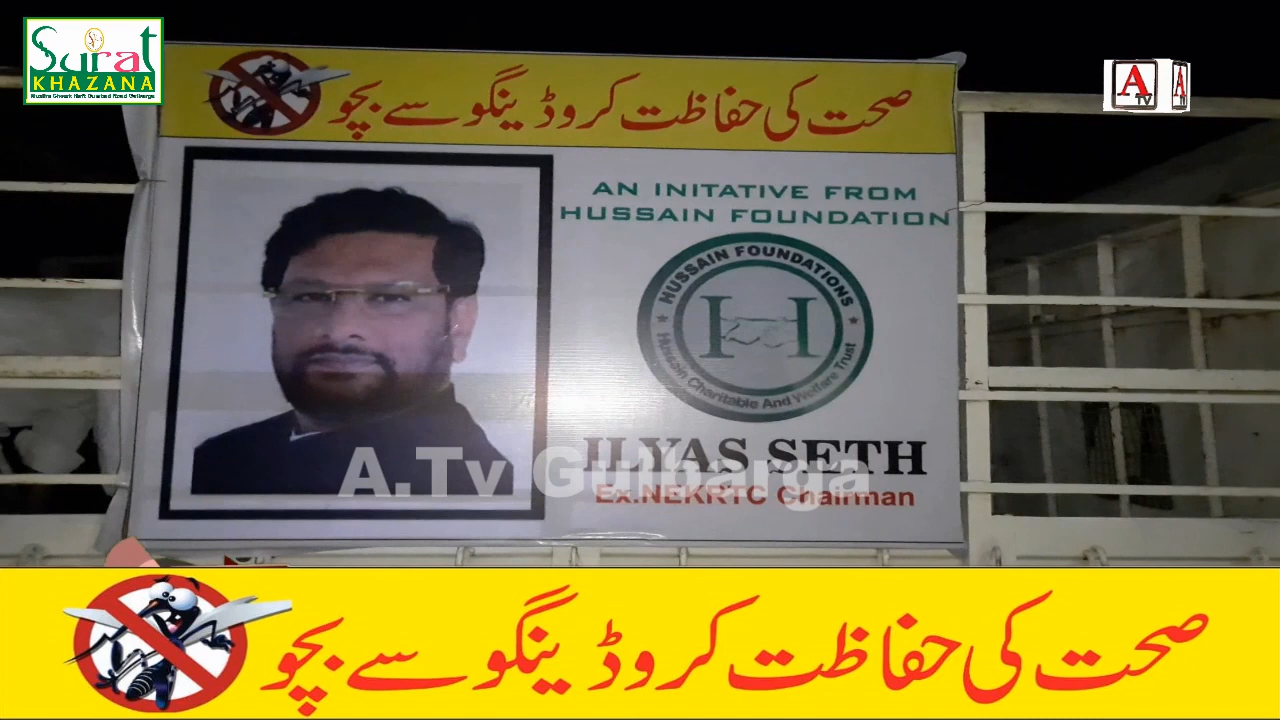 Surat
KHAZANA
A
TV
صحت کی حفاظت کرو ڈینگو سے بچو
AN INITATIVE FROM
HUSSAIN FOUNDATION
HUSSAIN FOUNDATIONS
H
Hussain Charitable And Welfare Trust
ILYAS SETH
Ex.NEKRTC Chairman
A.Tv Gulbarga
صحت کی حفاظت کرو ڈینگو سے بچو